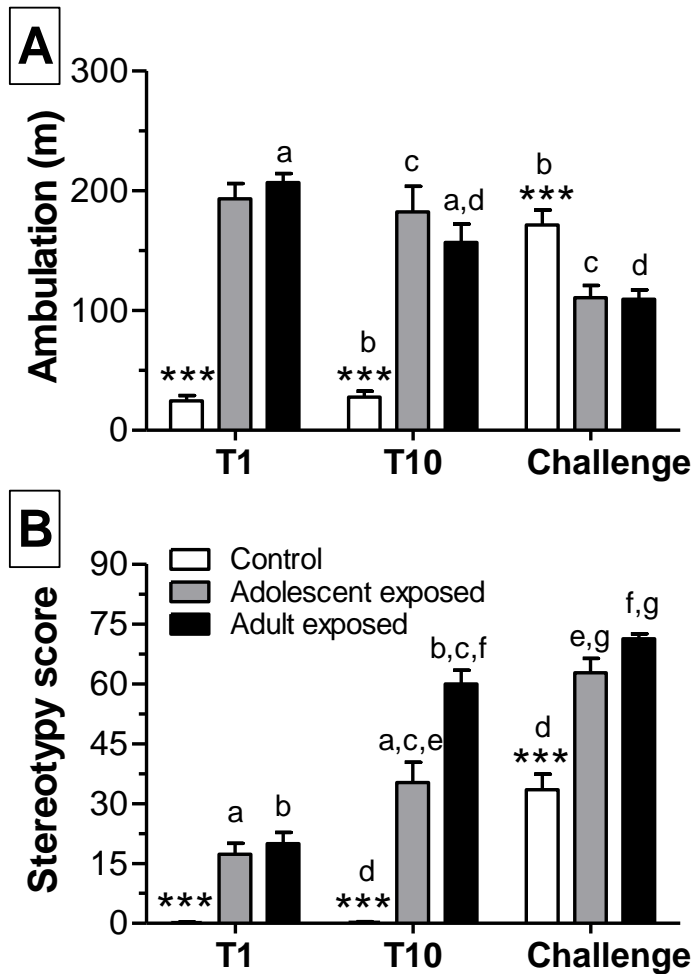 A
300
200
100
0
Ambulation (m)
a
c
a,d
b
***
c
d
***
b
***
T1 T10 Challenge
B
90
75
60
45
30
15
0
Stereotypy score
Control
Adolescent exposed
Adult exposed
f,g
b,c,f
e,g
a,c,e
d
***
a
b
***
d
***
T1 T10 Challenge